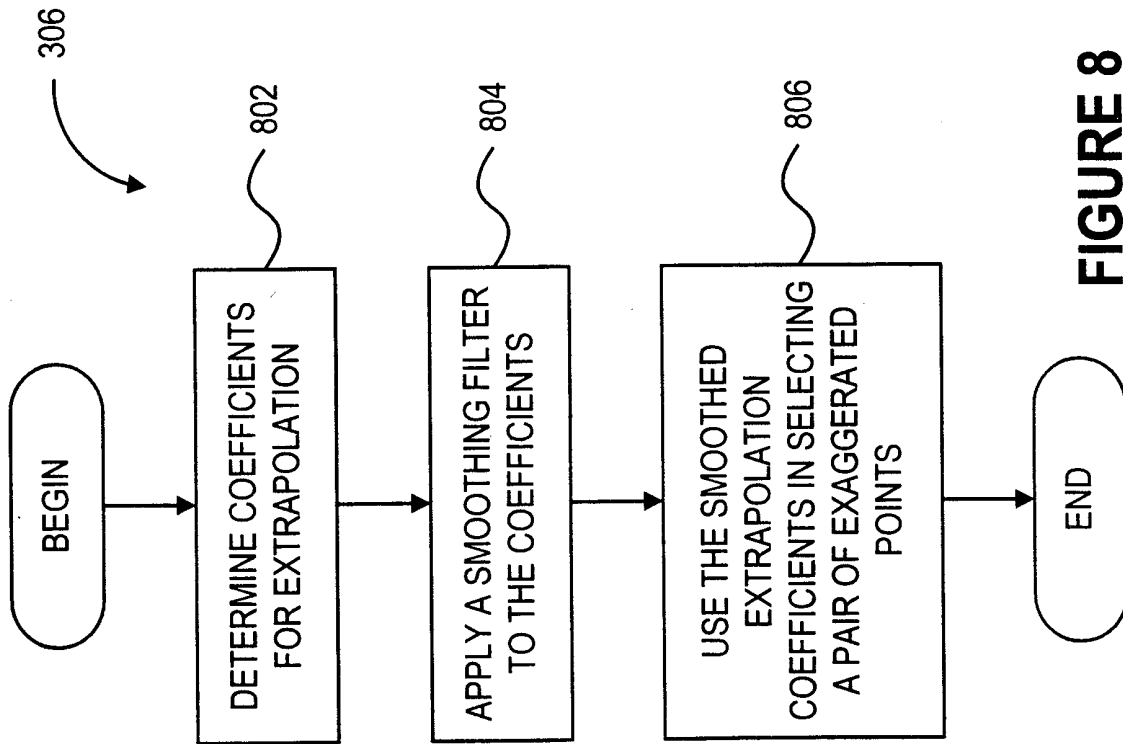 306
BEGIN
DETERMINE COEFFICIENTS
FOR EXTRAPOLATION
802
APPLY A SMOOTHING FILTER
TO THE COEFFICIENTS
804
USE THE SMOOTHED
EXTRAPOLATION
COEFFICIENTS IN SELECTING
A PAIR OF EXAGGERATED
POINTS
806
END
FIGURE 8